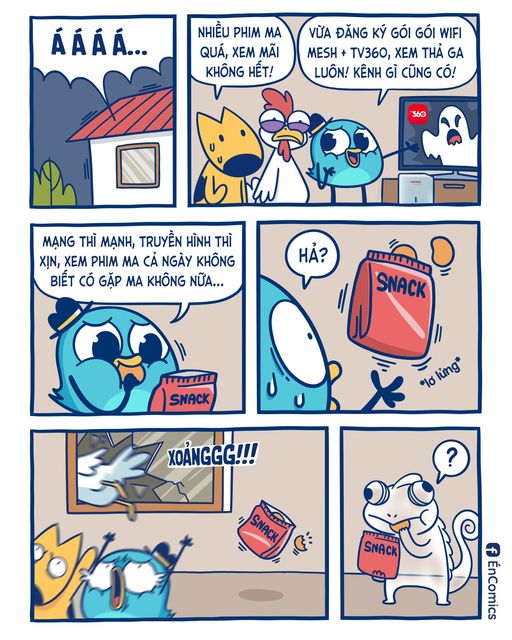 Á Á Á Á...
NHIỀU PHIM MA
QUÁ, XEM MÃI
KHÔNG HẾT!
VỪA ĐĂNG KÝ GÓI GÓI WIFI
MESH + TV360, XEM THẢ GA
LUÔN! KÊNH GÌ CŨNG CÓ!
360
MẠNG THÌ MẠNH, TRUYỀN HÌNH THÌ
XỊN, XEM PHIM MA CẢ NGÀY KHÔNG
BIẾT CÓ GẶP MA KHÔNG NỮA...
SNACK
HẢ?
SNACK
*lơ lửng*
XOẢNGGG!!!
SNACK
?
SNACK
ÉnComics